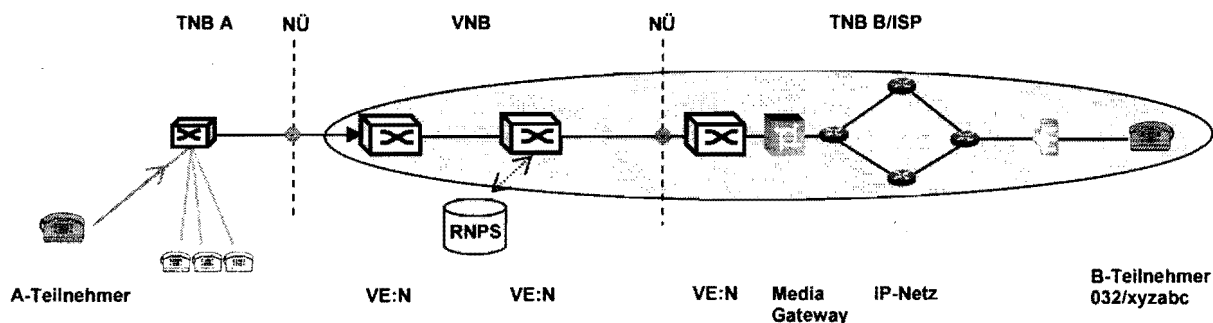 TNB A
NÜ
VNB
NÜ
TNB B/ISP
RNPS
A-Teilnehmer
VE:N
VE:N
VE:N
Media
Gateway
IP-Netz
B-Teilnehmer
032/xyzabc